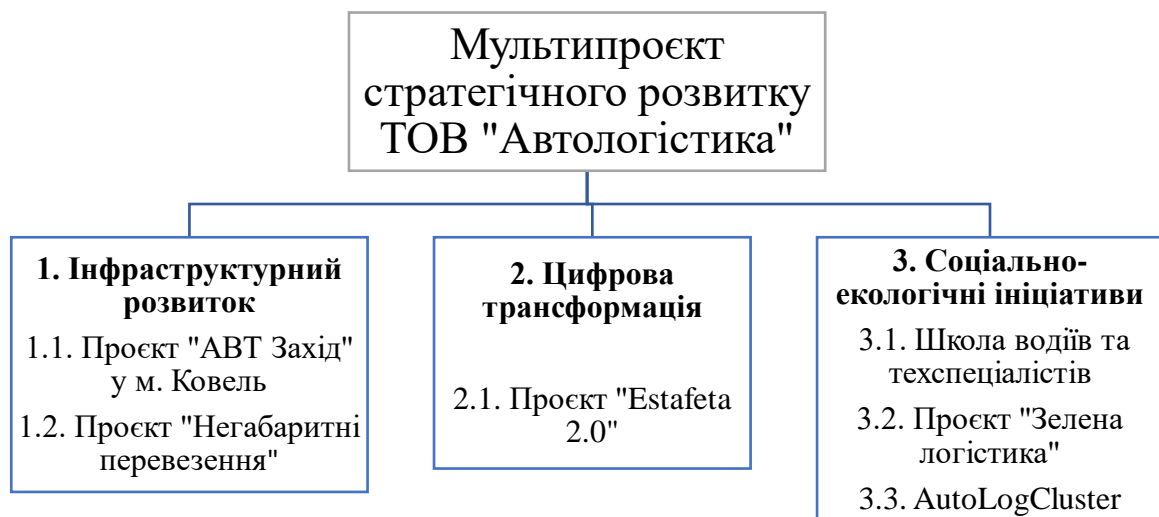 Мультипроєкт
стратегічного розвитку
ТОВ "Автологістика"
1. Інфраструктурний
розвиток
1.1. Проєкт "АВТ Захід"
у м. Ковель
1.2. Проєкт "Негабаритні
перевезення"
2. Цифрова
трансформація
2.1. Проєкт "Estafeta
2.0"
3. Соціально-
екологічні ініціативи
3.1. Школа водіїв та
техспеціалістів
3.2. Проєкт "Зелена
логістика"
3.3. AutoLogCluster